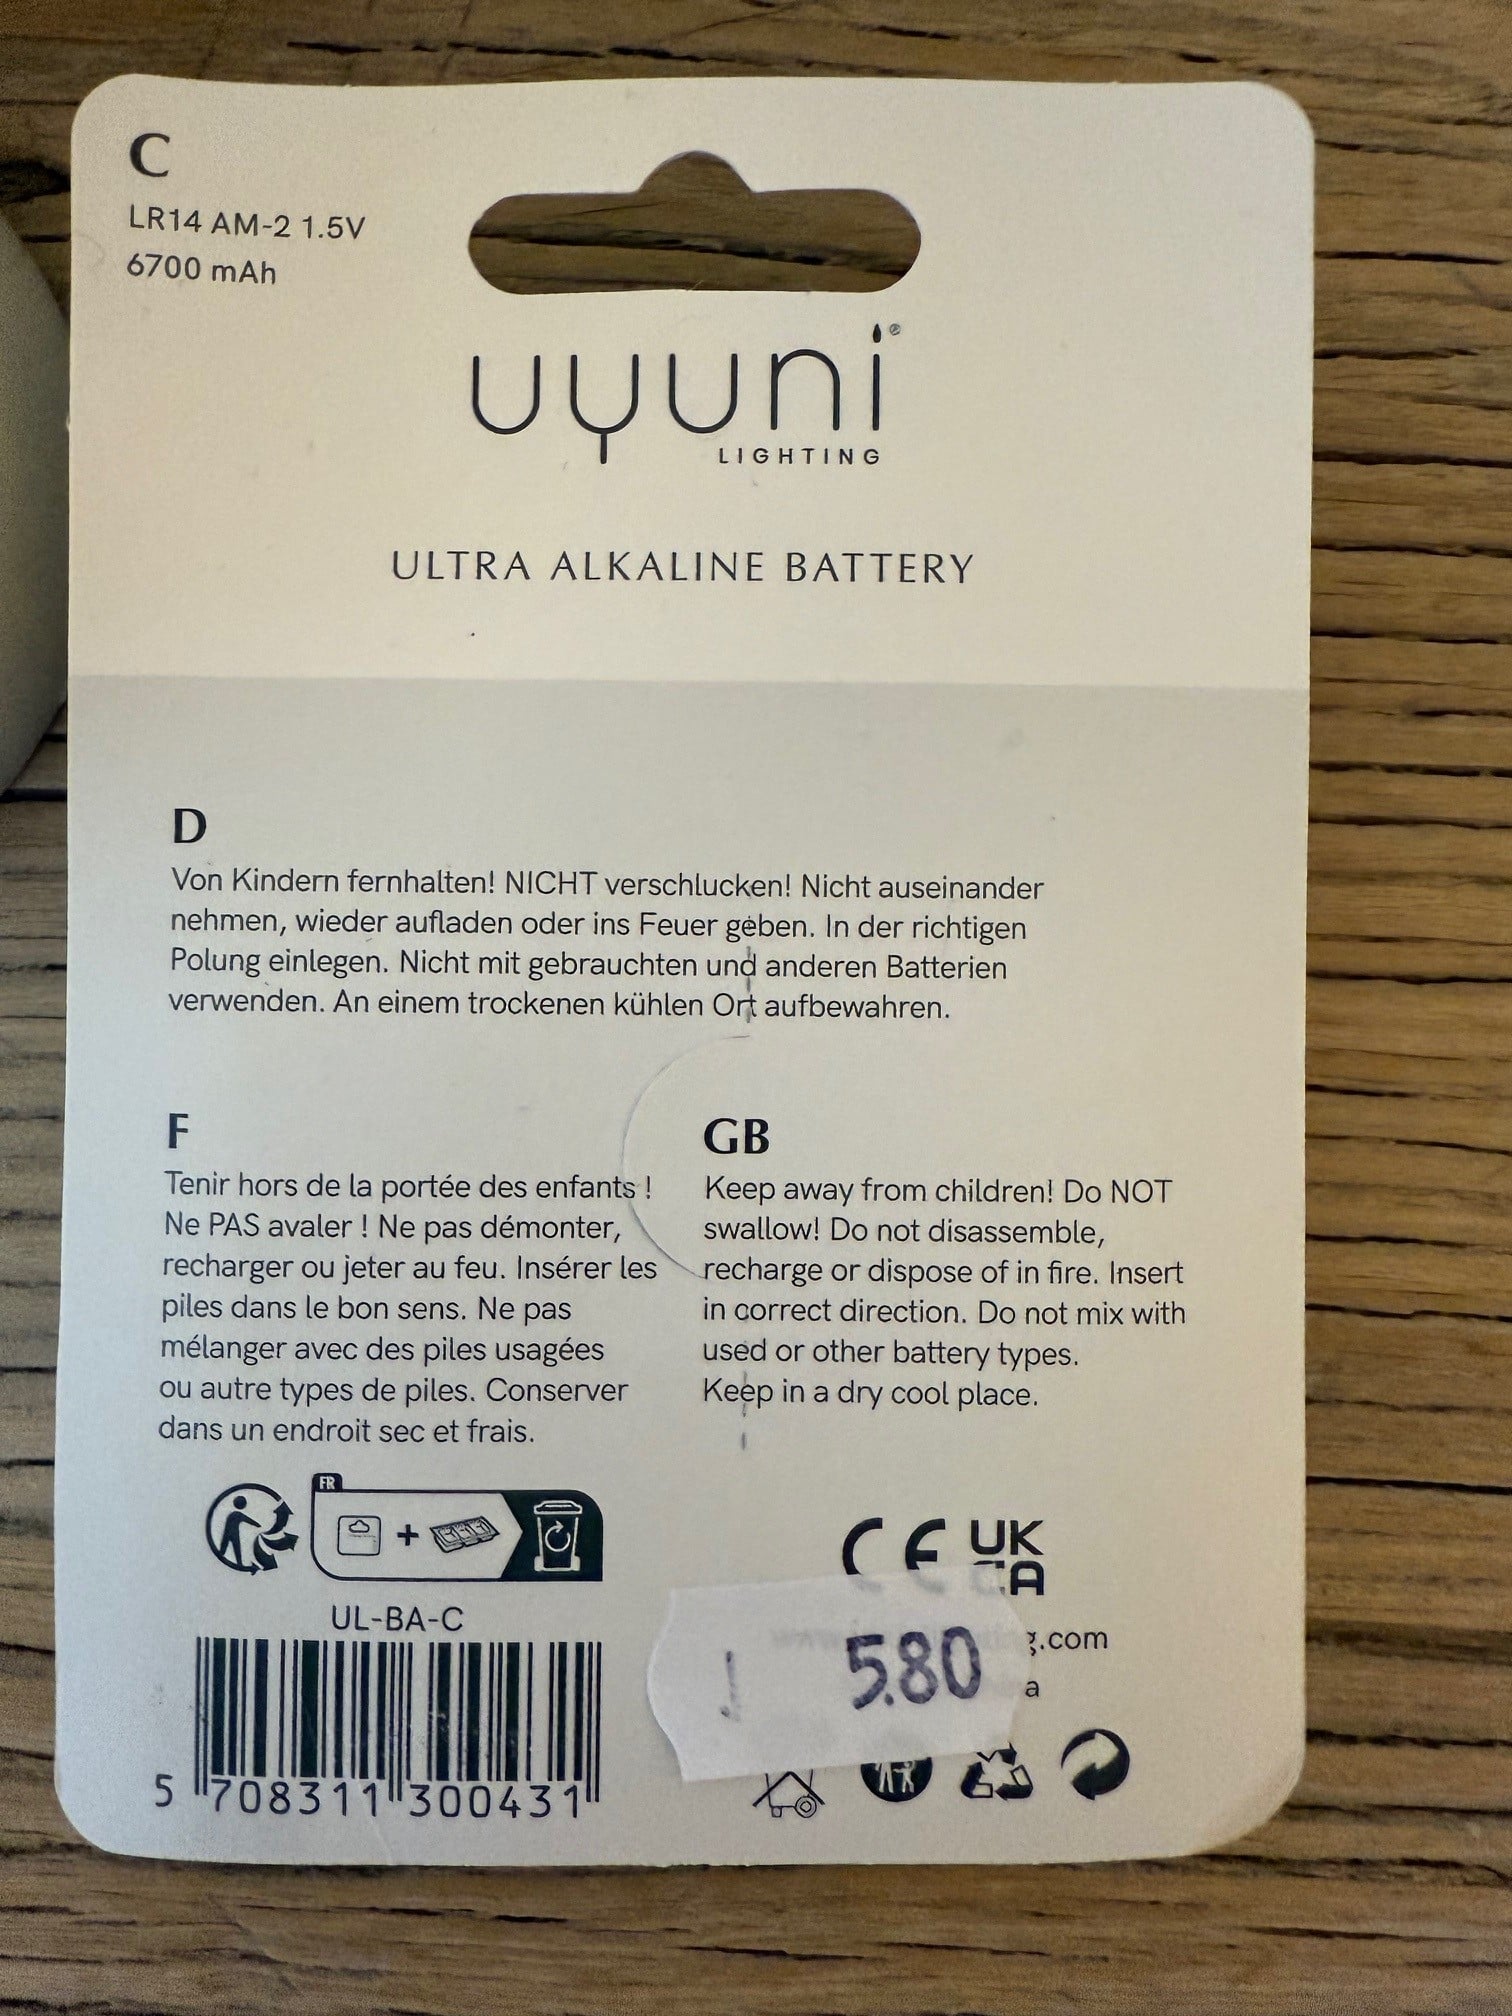 C
LR14 AM-2 1.5V
6700 mAh
uyuni®
LIGHTING
ULTRA ALKALINE BATTERY
D
Von Kindern fernhalten! NICHT verschlucken! Nicht auseinander
nehmen, wieder aufladen oder ins Feuer geben. In der richtigen
Polung einlegen. Nicht mit gebrauchten und anderen Batterien
verwenden. An einem trockenen kühlen Ort aufbewahren.
F
Tenir hors de la portée des enfants !
Ne PAS avaler ! Ne pas démonter,
recharger ou jeter au feu. Insérer les
piles dans le bon sens. Ne pas
mélanger avec des piles usagées
ou autre types de piles. Conserver
dans un endroit sec et frais.
GB
Keep away from children! Do NOT
swallow! Do not disassemble,
recharge or dispose of in fire. Insert
in correct direction. Do not mix with
used or other battery types.
Keep in a dry cool place.
FR
+
UL-BA-C
5 708311 300431
CE UK
CA
5.80
.com
a